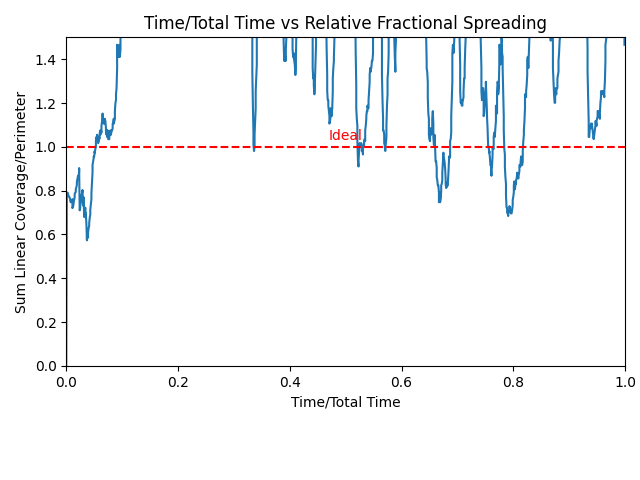 Time/Total Time vs Relative Fractional Spreading
Sum Linear Coverage/Perimeter
1.4
1.2
1.0
0.8
0.6
0.4
0.2
0.0
Ideal
0.0 0.2 0.4 0.6 0.8 1.0
Time/Total Time